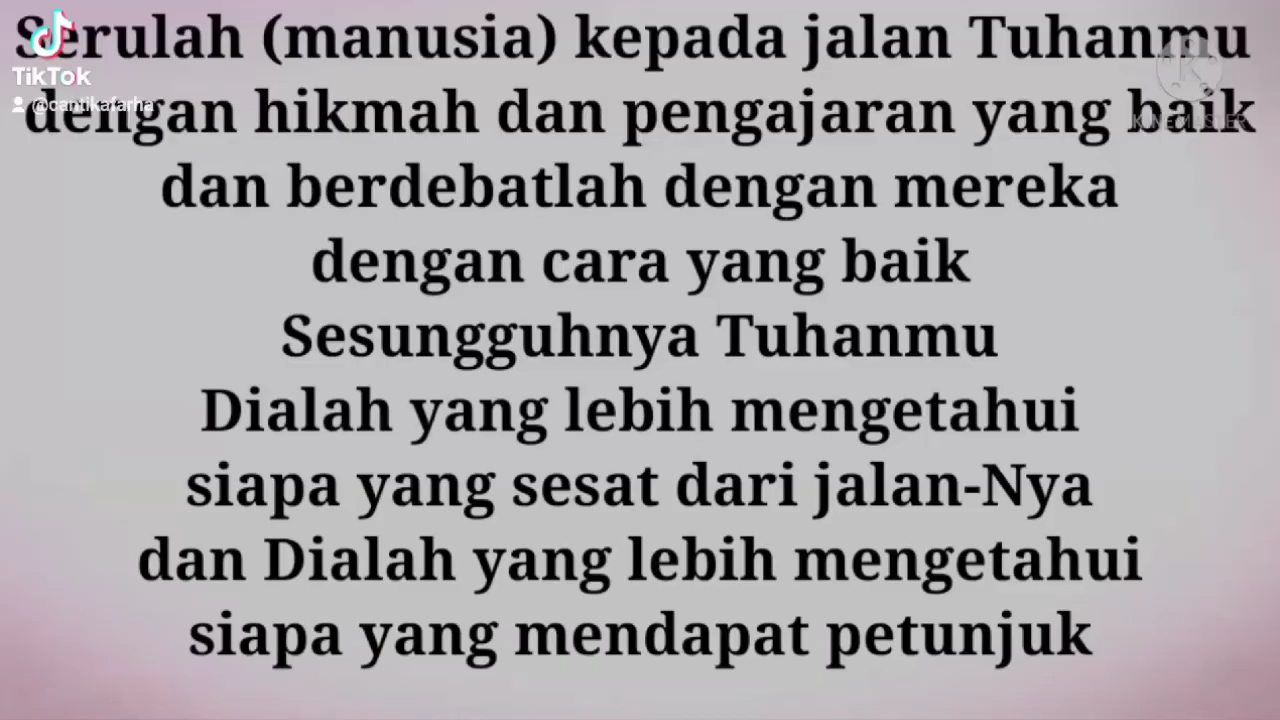 Serulah (manusia) kepada jalan Tuhanmu
TikTok
@cantikafarha
dengan hikmah dan pengajaran yang baik
KINEMASTER
dan berdebatlah dengan mereka
dengan cara yang baik
Sesungguhnya Tuhanmu
Dialah yang lebih mengetahui
siapa yang sesat dari jalan-Nya
dan Dialah yang lebih mengetahui
siapa yang mendapat petunjuk